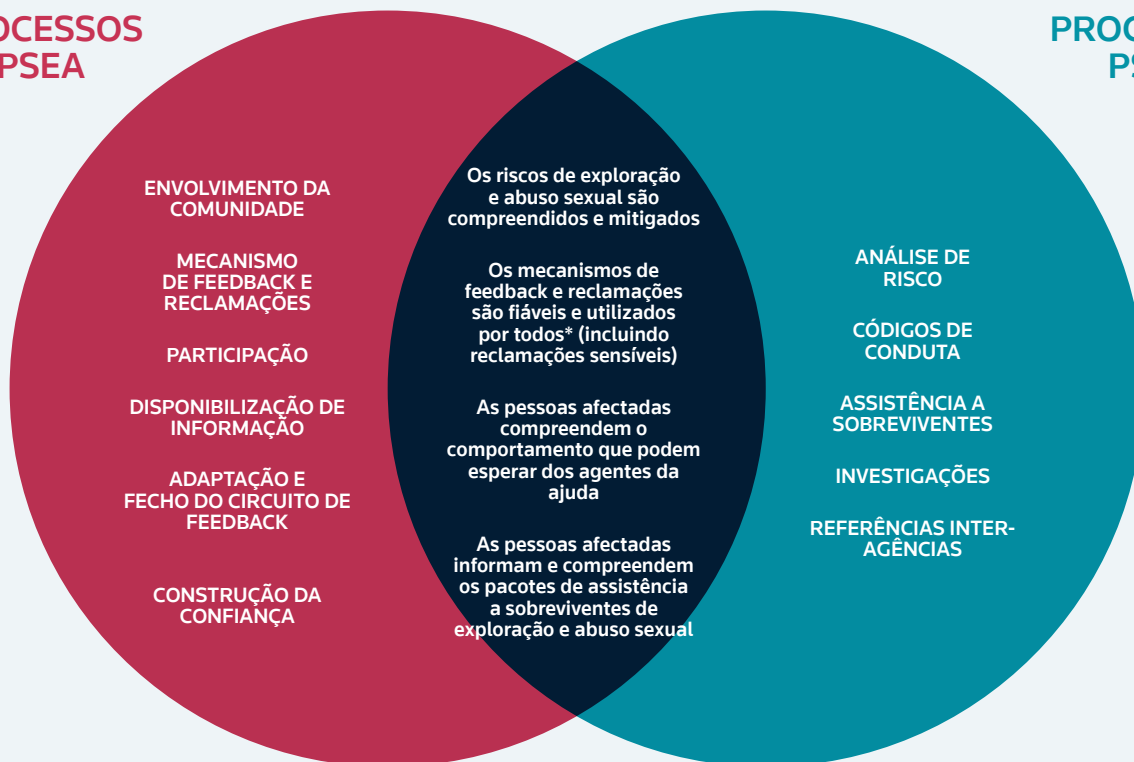 OCESSOS
PSEA
ENVOLVIMENTO DA
COMUNIDADE
MECANISMO
DE FEEDBACK E
RECLAMAÇÕES
PARTICIPAÇÃO
DISPONIBILIZAÇÃO DE
INFORMAÇÃO
ADAPTAÇÃO E
FECHO DO CIRCUITO DE
FEEDBACK
CONSTRUÇÃO DA
CONFIANÇA
Os riscos de exploração
e abuso sexual são
compreendidos e mitigados
Os mecanismos de
feedback e reclamações
são fiáveis e utilizados
por todos* (incluindo
reclamações sensíveis)
As pessoas afectadas
compreendem o
comportamento que podem
esperar dos agentes da
ajuda
As pessoas afectadas
informam e compreendem
os pacotes de assistência
a sobreviventes de
exploração e abuso sexual
PROC
PS
ANÁLISE DE
RISCO
CÓDIGOS DE
CONDUTA
ASSISTÊNCIA A
SOBREVIVENTES
INVESTIGAÇÕES
REFERÊNCIAS INTER-
AGÊNCIAS